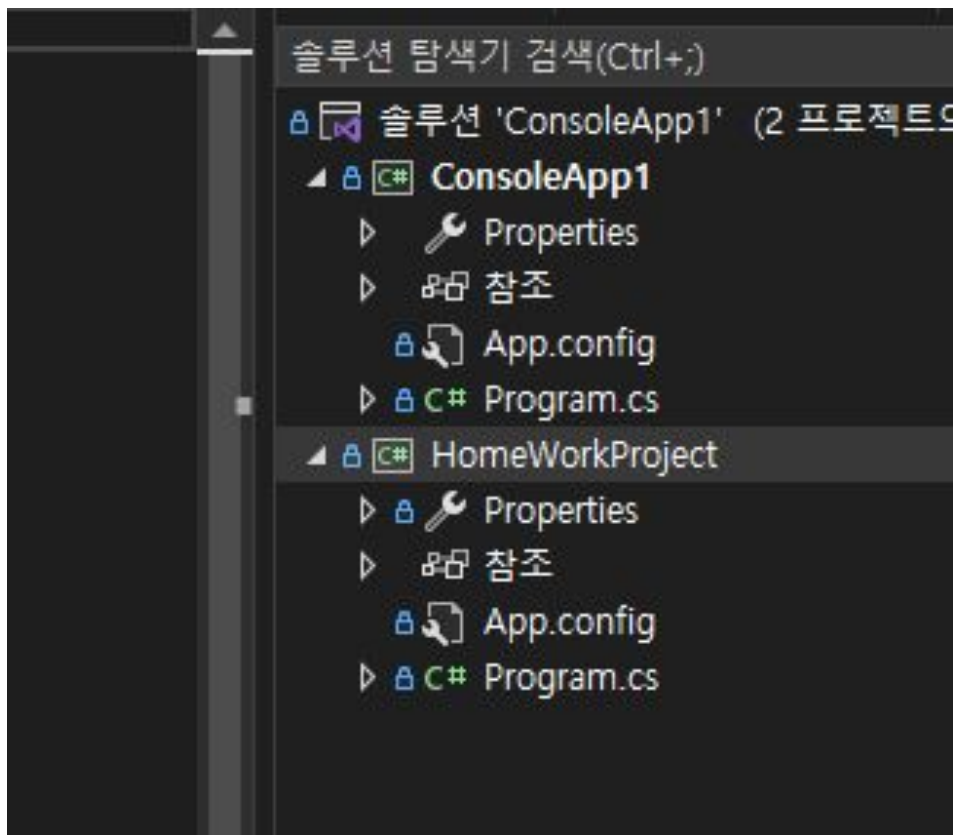 솔루션 탐색기 검색(Ctrl+;)
솔루션 'ConsoleApp1' (2 프로젝트의
C# ConsoleApp1
Properties
참조
App.config
C# Program.cs
C# HomeWorkProject
Properties
참조
App.config
C# Program.cs